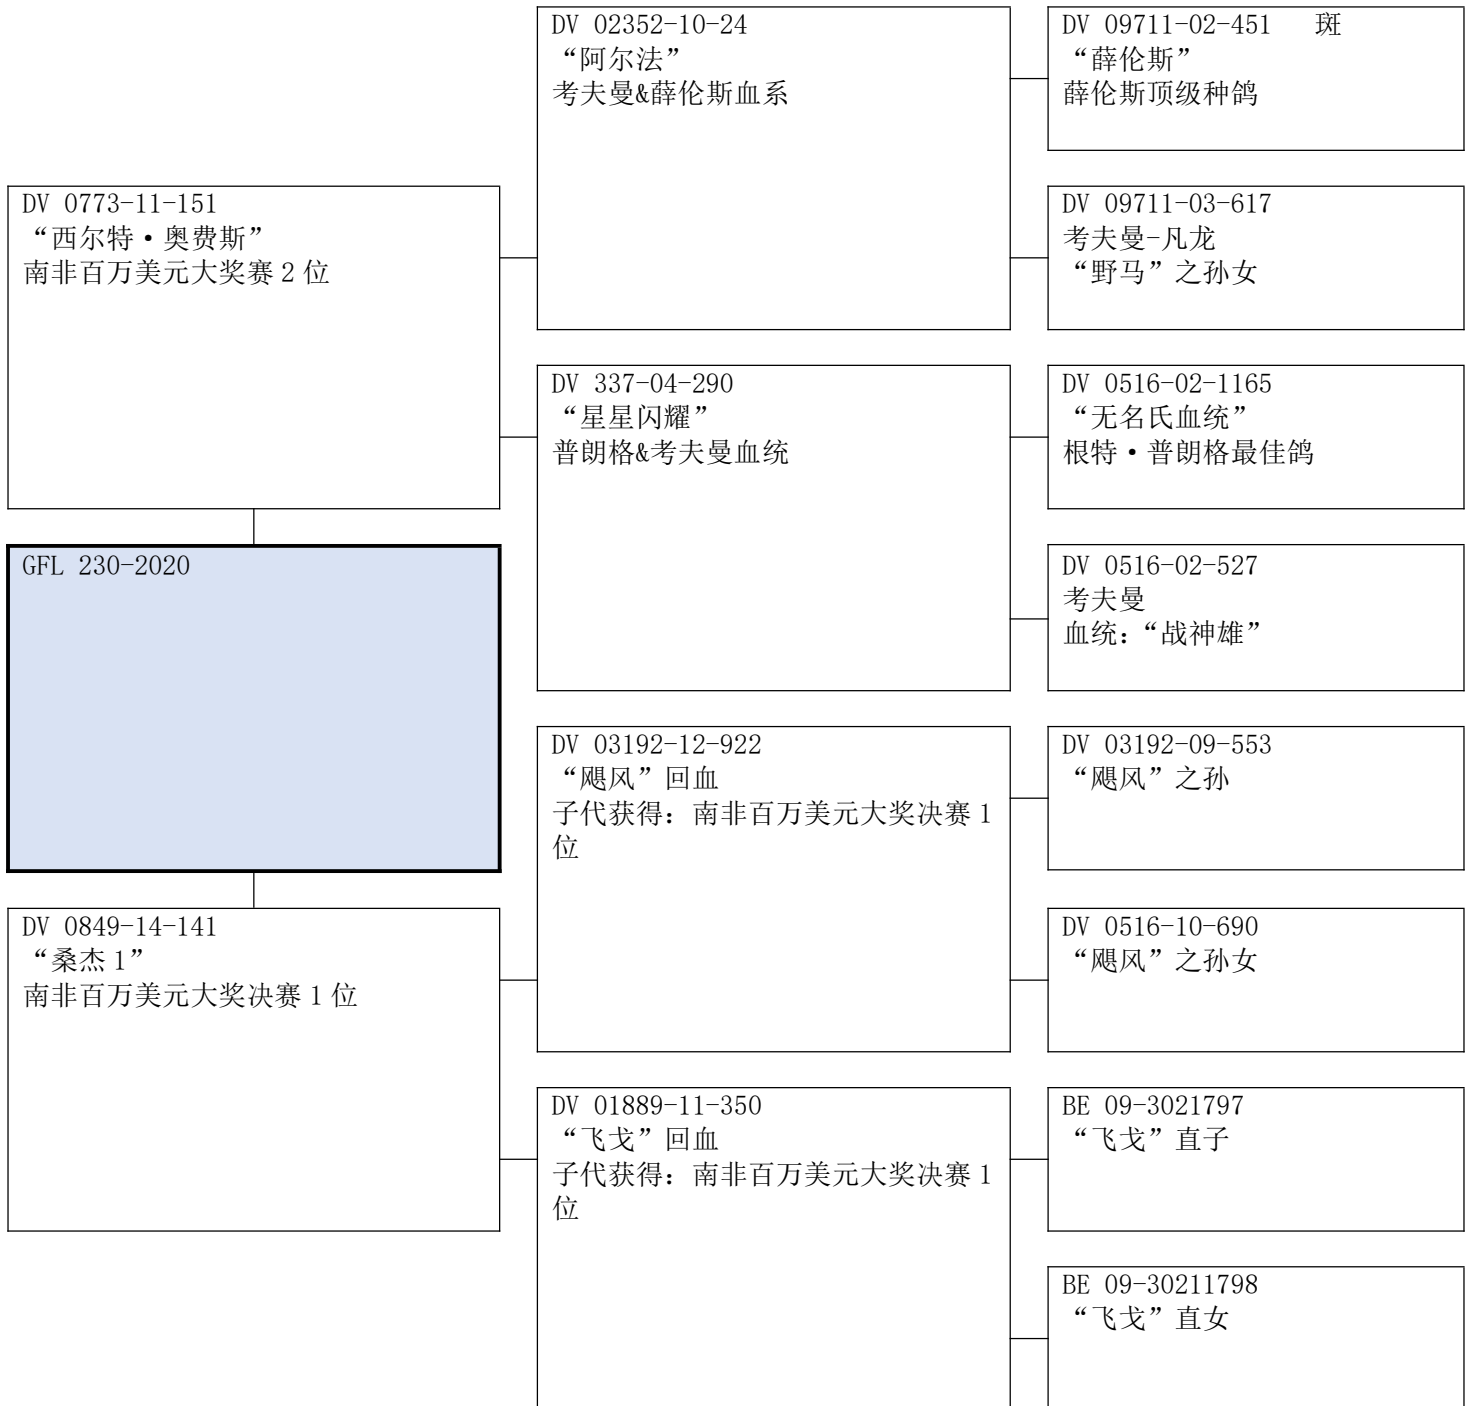 DV 02352-10-24
“阿尔法”
考夫曼&薛伦斯血系
DV 09711-02-451 斑
“薛伦斯”
薛伦斯顶级种鸽
DV 0773-11-151
“西尔特·奥费斯”
南非百万美元大奖赛 2 位
DV 09711-03-617
考夫曼-凡龙
“野马”之孙女
DV 337-04-290
“星星闪耀”
普朗格&考夫曼血统
DV 0516-02-1165
“无名氏血统”
根特·普朗格最佳鸽
GFL 230-2020
DV 0516-02-527
考夫曼
血统：“战神雄”
DV 03192-12-922
“飓风”回血
子代获得：南非百万美元大奖决赛 1
位
DV 03192-09-553
“飓风”之孙
DV 0849-14-141
“桑杰 1”
南非百万美元大奖决赛 1 位
DV 0516-10-690
“飓风”之孙女
DV 01889-11-350
“飞戈”回血
子代获得：南非百万美元大奖决赛 1
位
BE 09-3021797
“飞戈”直子
BE 09-30211798
“飞戈”直女